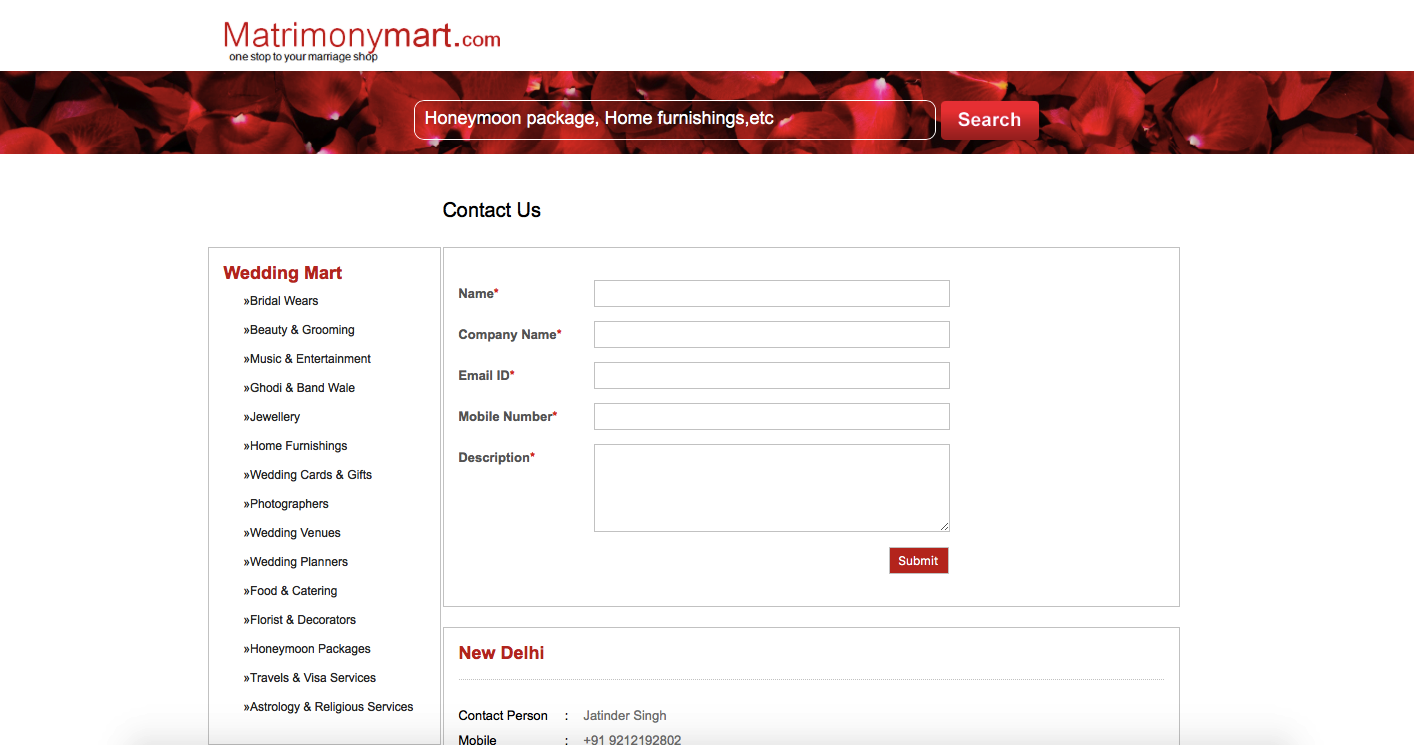 Matrimonymart.com
one stop to your marriage shop
Honeymoon package, Home furnishings,etc
Search
Contact Us
Wedding Mart
»Bridal Wears
»Beauty & Grooming
»Music & Entertainment
»Ghodi & Band Wale
»Jewellery
»Home Furnishings
»Wedding Cards & Gifts
»Photographers
»Wedding Venues
»Wedding Planners
»Food & Catering
»Florist & Decorators
»Honeymoon Packages
»Travels & Visa Services
»Astrology & Religious Services
Name*
Company Name*
Email ID*
Mobile Number*
Description*
Submit
New Delhi
Contact Person : Jatinder Singh
Mobile : +91 9212192802